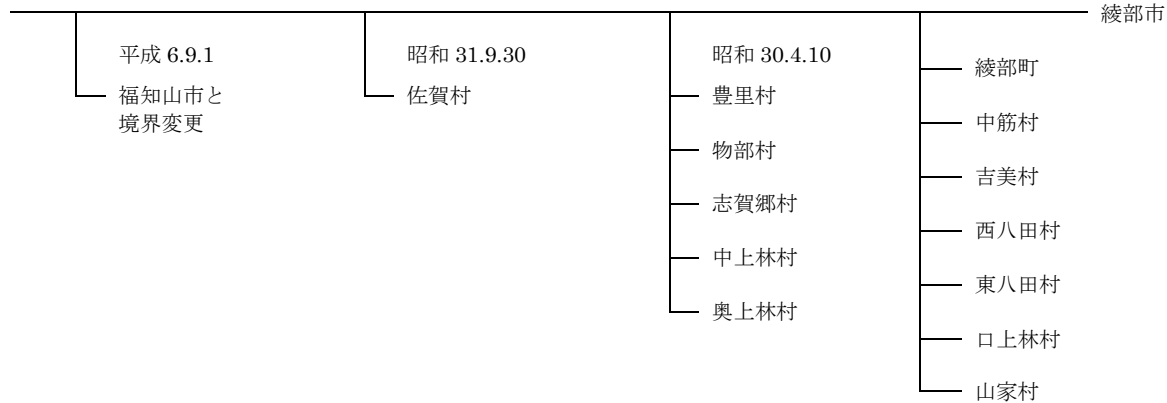 綾部市
平成 6.9.1
福知山市と
境界変更
昭和 31.9.30
佐賀村
昭和 30.4.10
豊里村
物部村
志賀郷村
中上林村
奥上林村
綾部町
中筋村
吉美村
西八田村
東八田村
口上林村
山家村